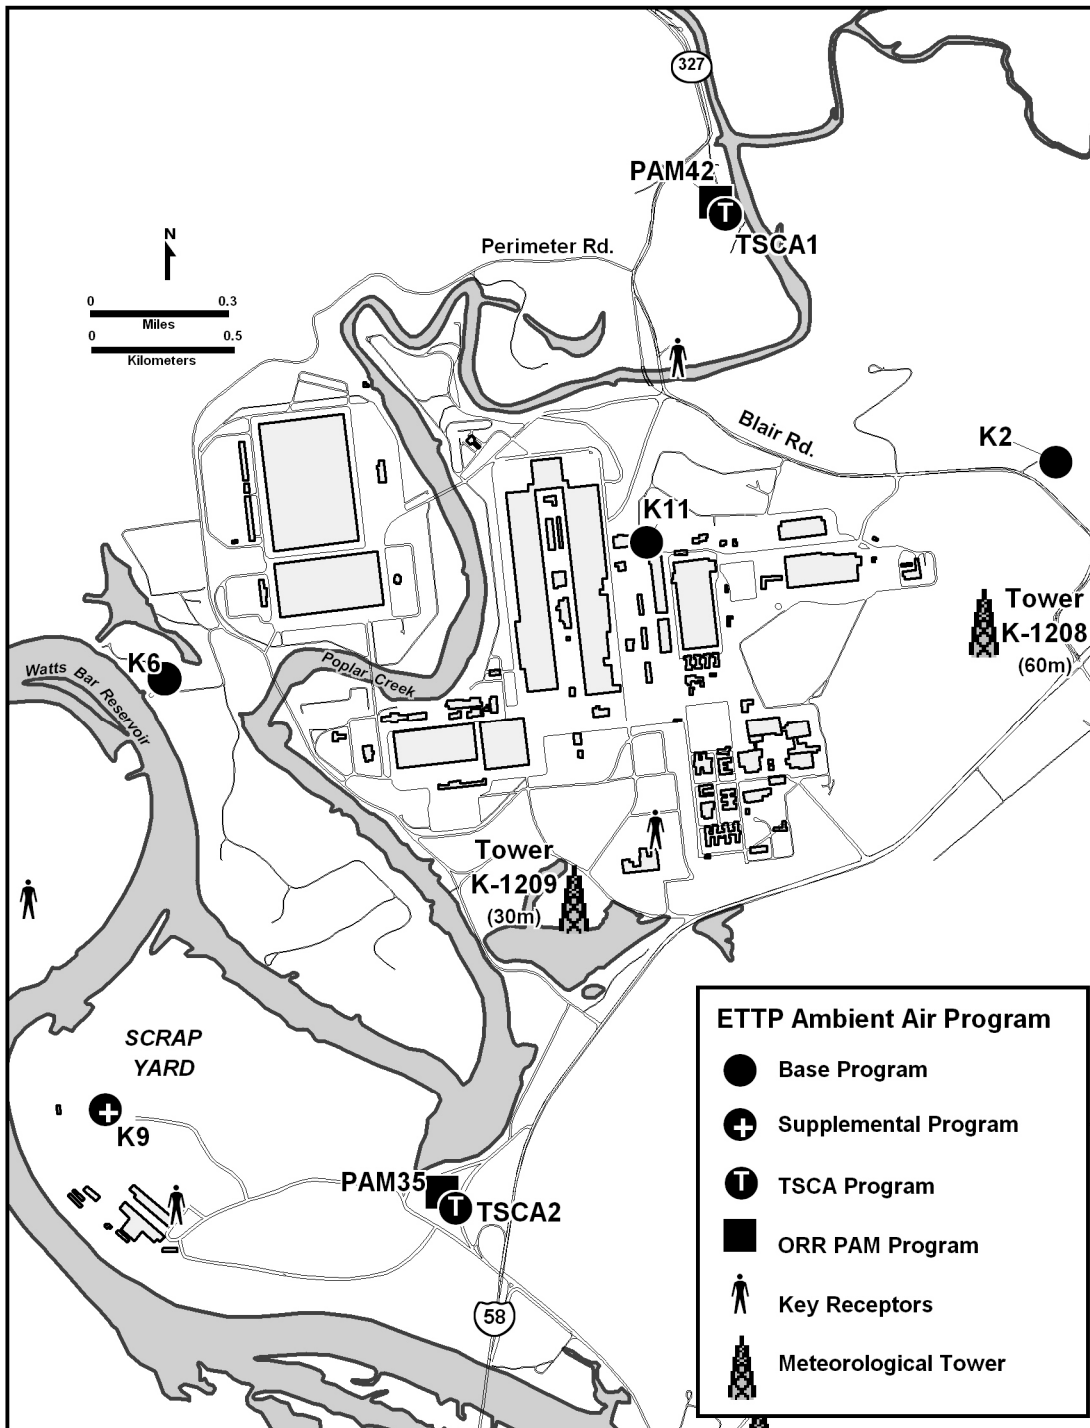 327
PAM42
T
TSCA1
N
Perimeter Rd.
0 0.3
Miles
0 0.5
Kilometers
Blair Rd.
K2
K11
Tower
K-1208
(60m)
K6
Poplar Creek
Watts Bar Reservoir
Tower
K-1209
(30m)
SCRAP
YARD
K9
PAM35
T
TSCA2
58
ETTP Ambient Air Program
Base Program
Supplemental Program
T
TSCA Program
ORR PAM Program
Key Receptors
Meteorological Tower